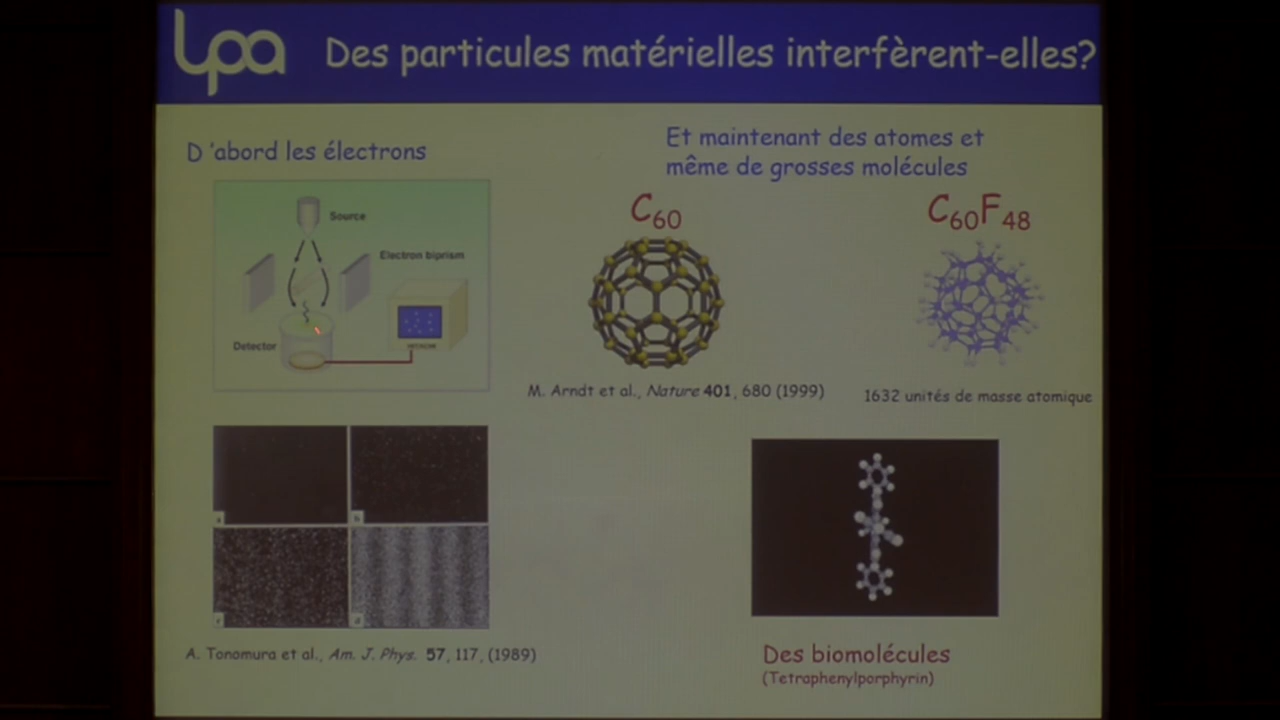 Lpa
Des particules matérielles interfèrent-elles?
D 'abord les électrons
Et maintenant des atomes et
même de grosses molécules
Source
Electron biprism
Detector
C60
C60F48
M. Arndt et al., Nature 401, 680 (1999)
1632 unités de masse atomique
a
b
c
d
A. Tonomura et al., Am. J. Phys. 57, 117, (1989)
Des biomolécules
(Tetraphenylporphyrin)